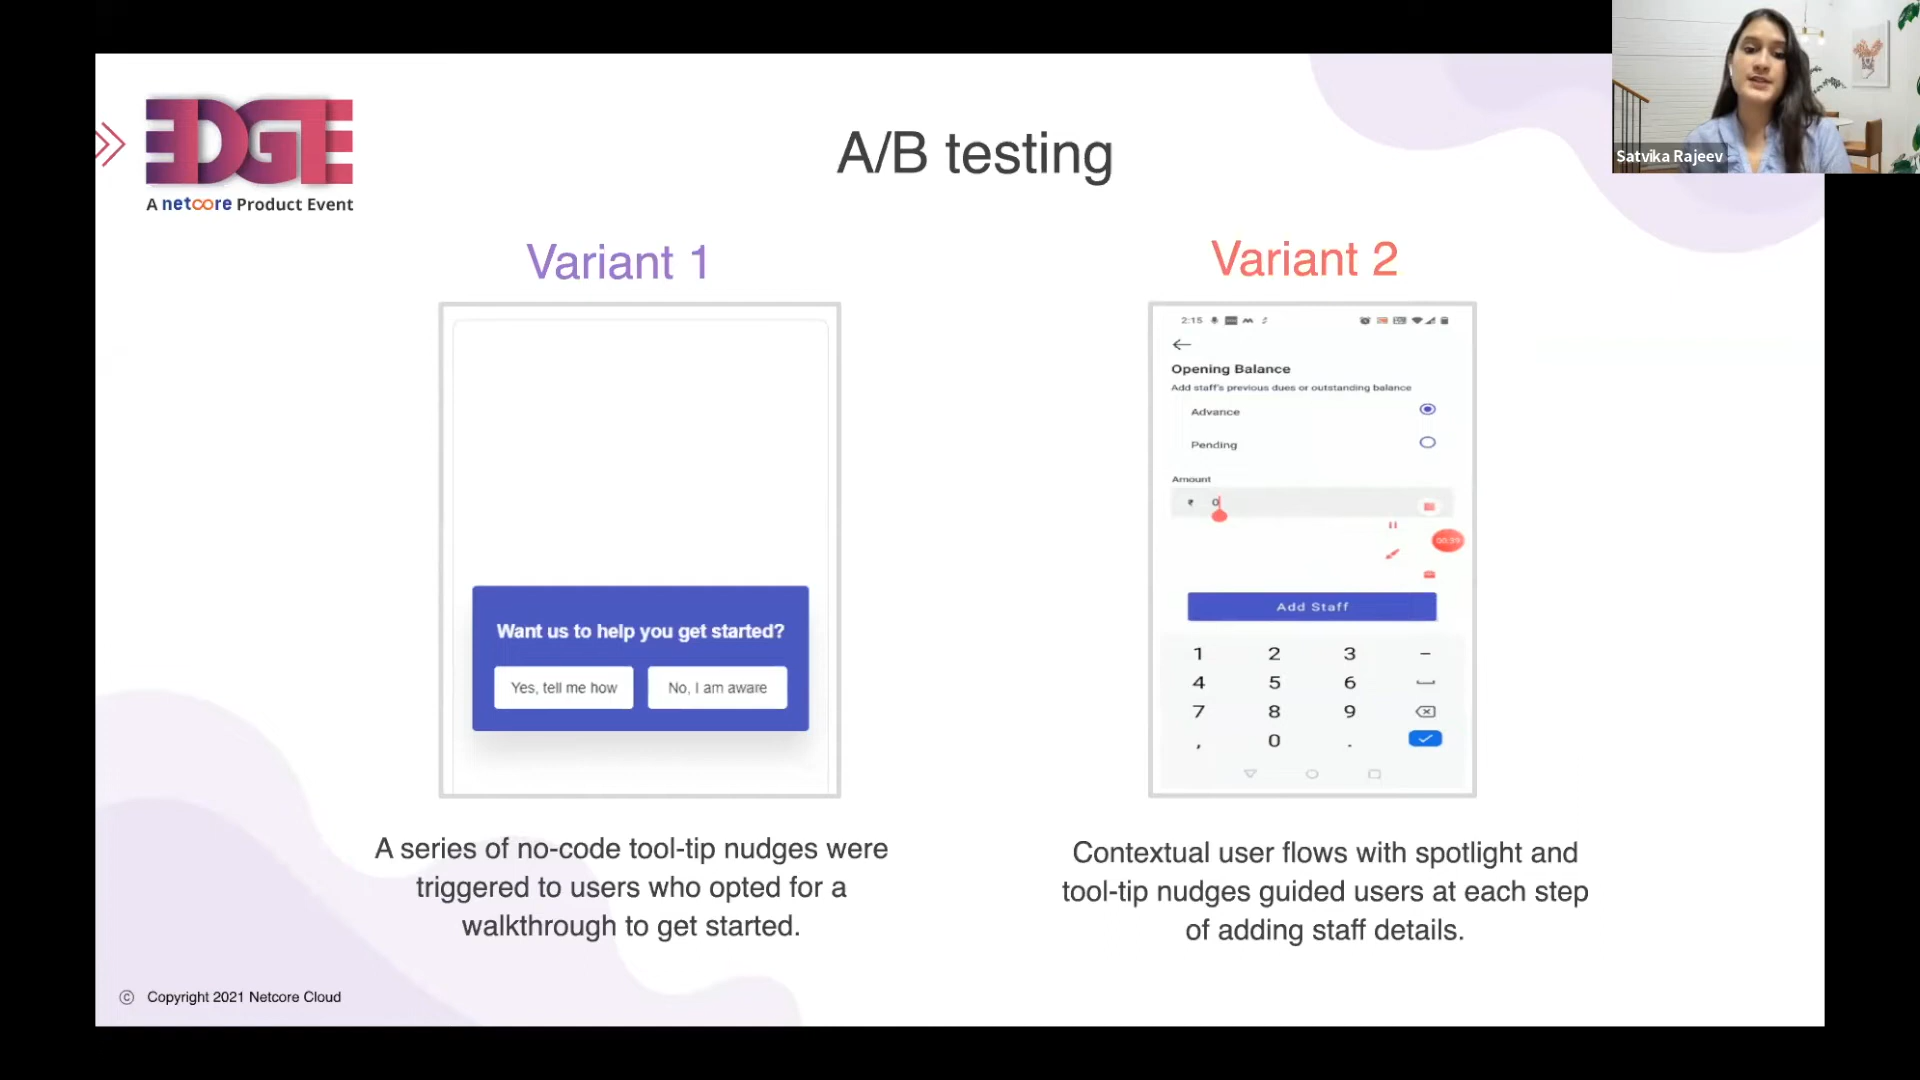 EDGE
A netcore Product Event
A/B testing
Satvika Rajeev
Variant 1
Variant 2
Want us to help you get started?
Yes, tell me how
No, I am aware
2:15
Opening Balance
Add staff's previous dues or outstanding balance
Advance
Pending
Amount
₹ 0
Add Staff
1 2 3 –
4 5 6
7 8 9
, 0 .
A series of no-code tool-tip nudges were
triggered to users who opted for a
walkthrough to get started.
Contextual user flows with spotlight and
tool-tip nudges guided users at each step
of adding staff details.
© Copyright 2021 Netcore Cloud